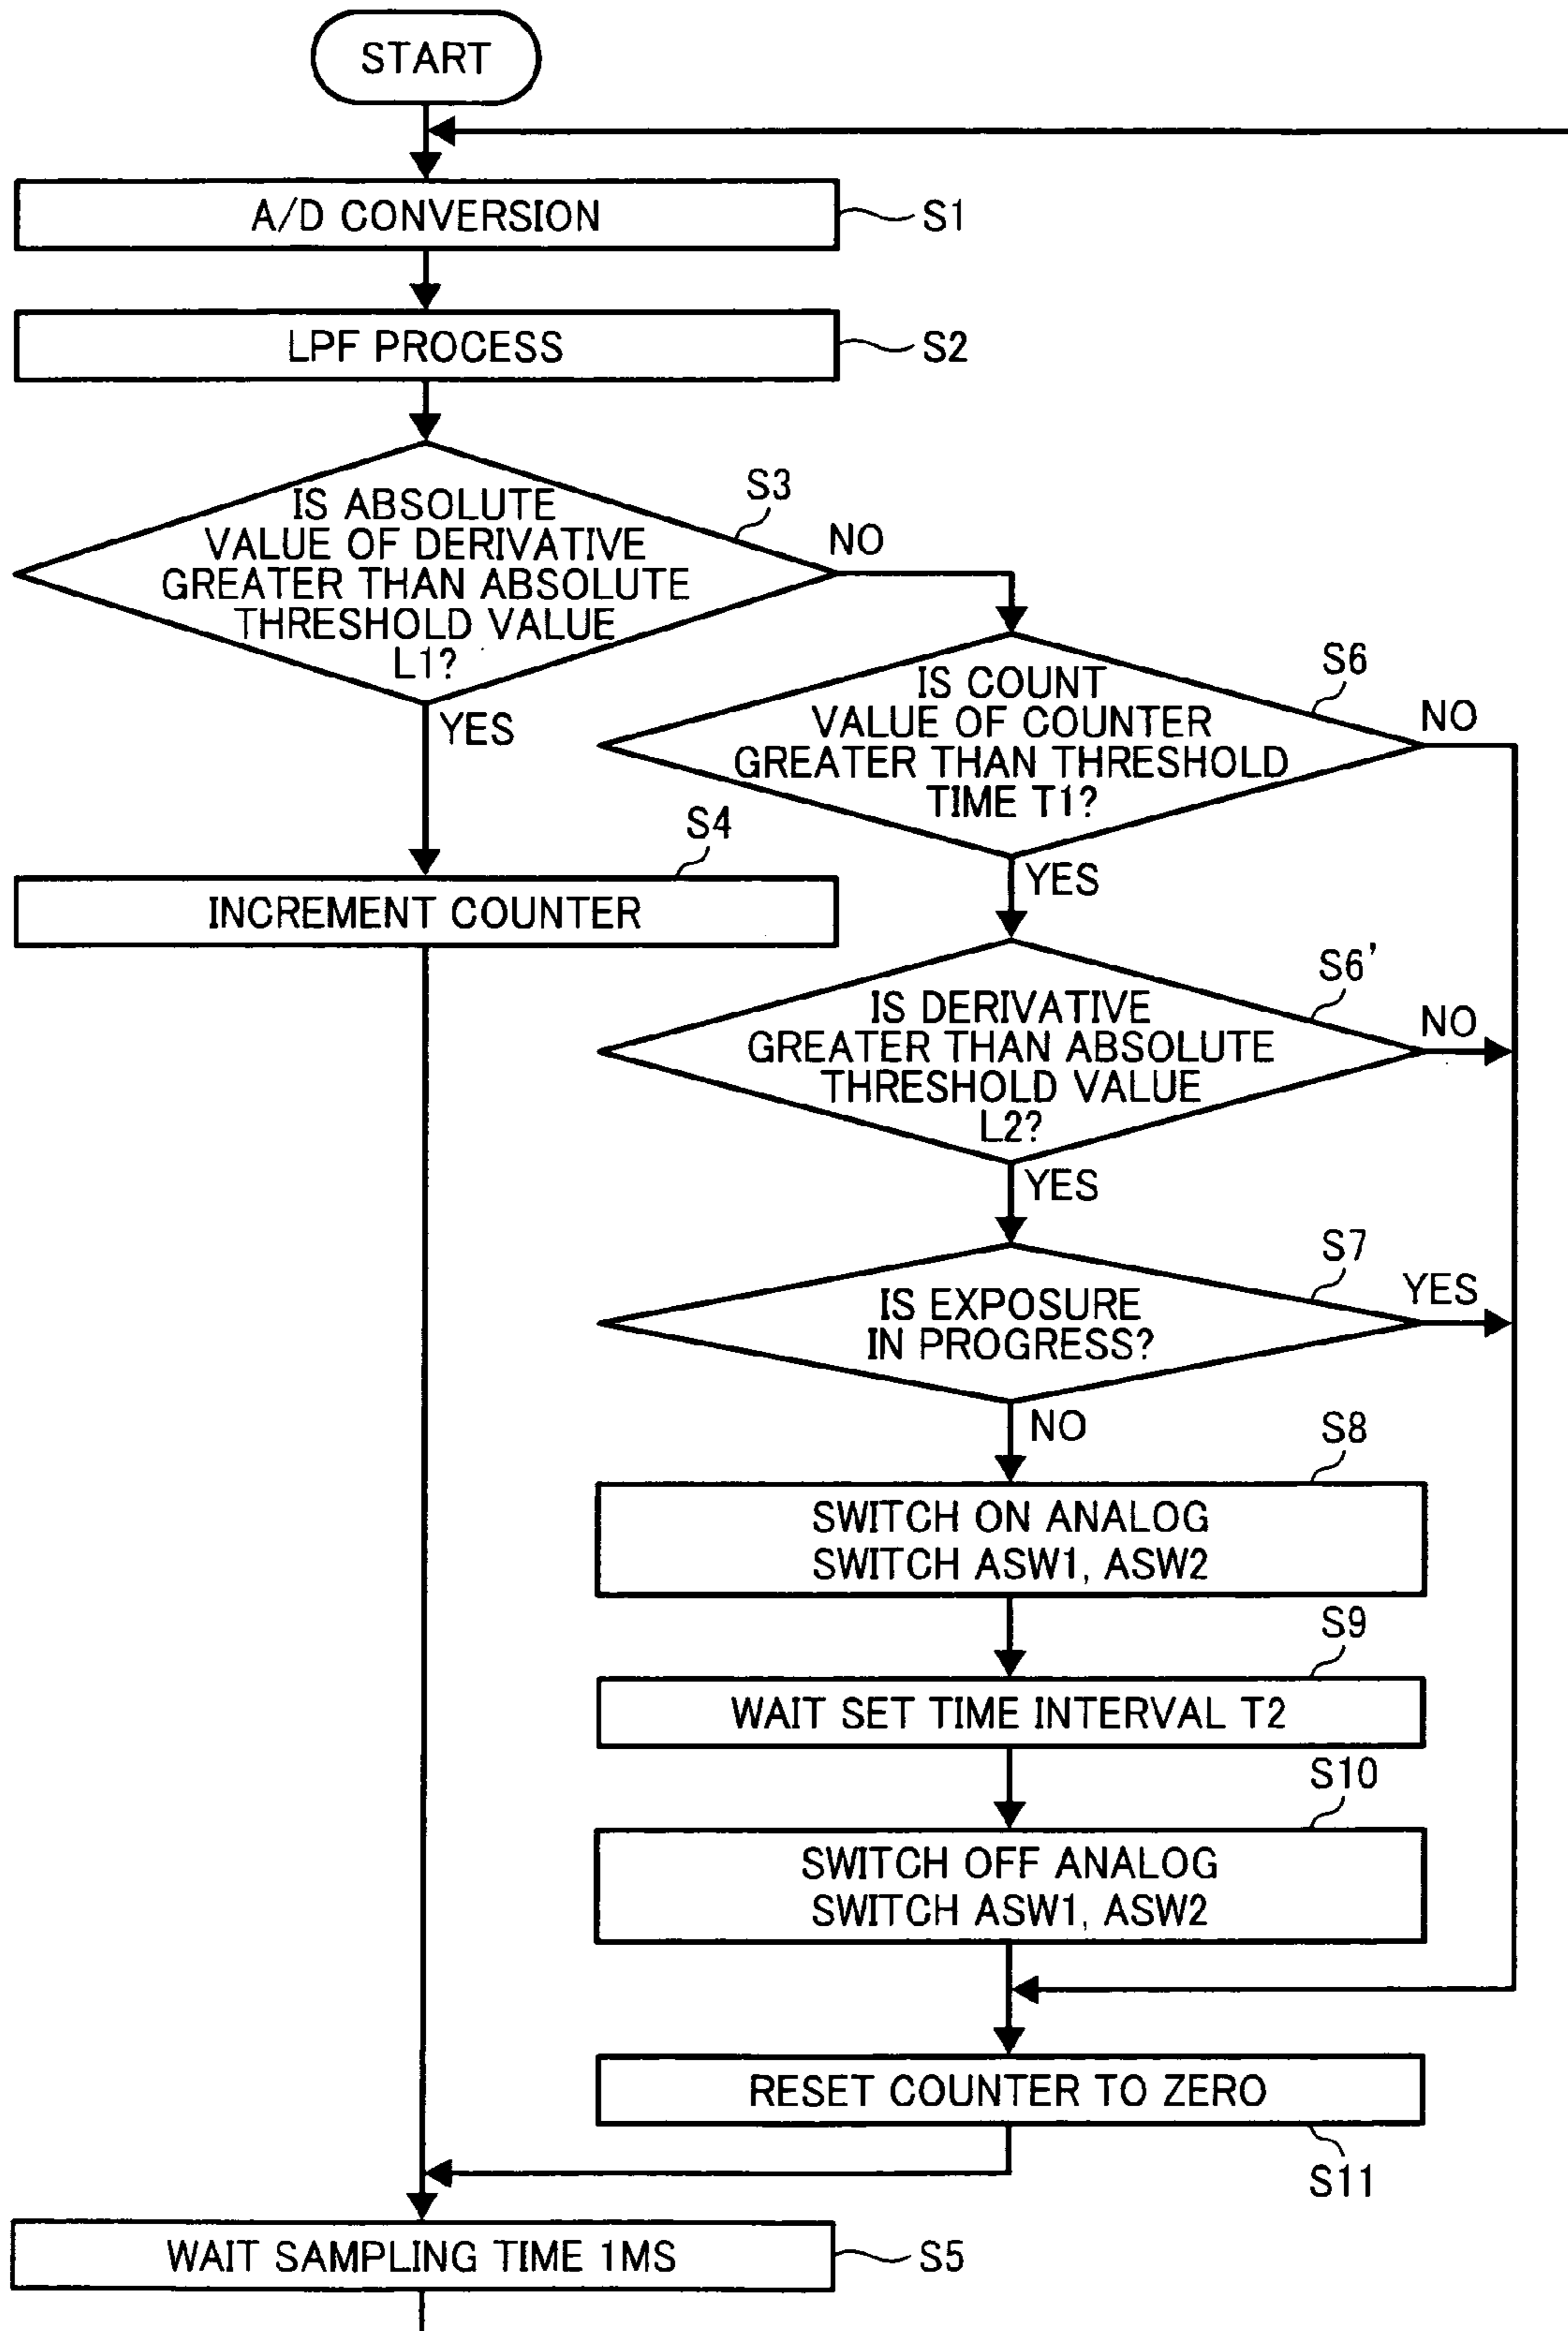 START
A/D CONVERSION
S1
LPF PROCESS
S2
IS ABSOLUTE
VALUE OF DERIVATIVE
GREATER THAN ABSOLUTE
THRESHOLD VALUE
L1?
S3
NO
YES
IS COUNT
VALUE OF COUNTER
GREATER THAN THRESHOLD
TIME T1?
S6
NO
YES
S4
INCREMENT COUNTER
IS DERIVATIVE
GREATER THAN ABSOLUTE
THRESHOLD VALUE
L2?
S6'
NO
YES
IS EXPOSURE
IN PROGRESS?
S7
YES
NO
S8
SWITCH ON ANALOG
SWITCH ASW1, ASW2
S9
WAIT SET TIME INTERVAL T2
S10
SWITCH OFF ANALOG
SWITCH ASW1, ASW2
RESET COUNTER TO ZERO
S11
WAIT SAMPLING TIME 1MS
S5